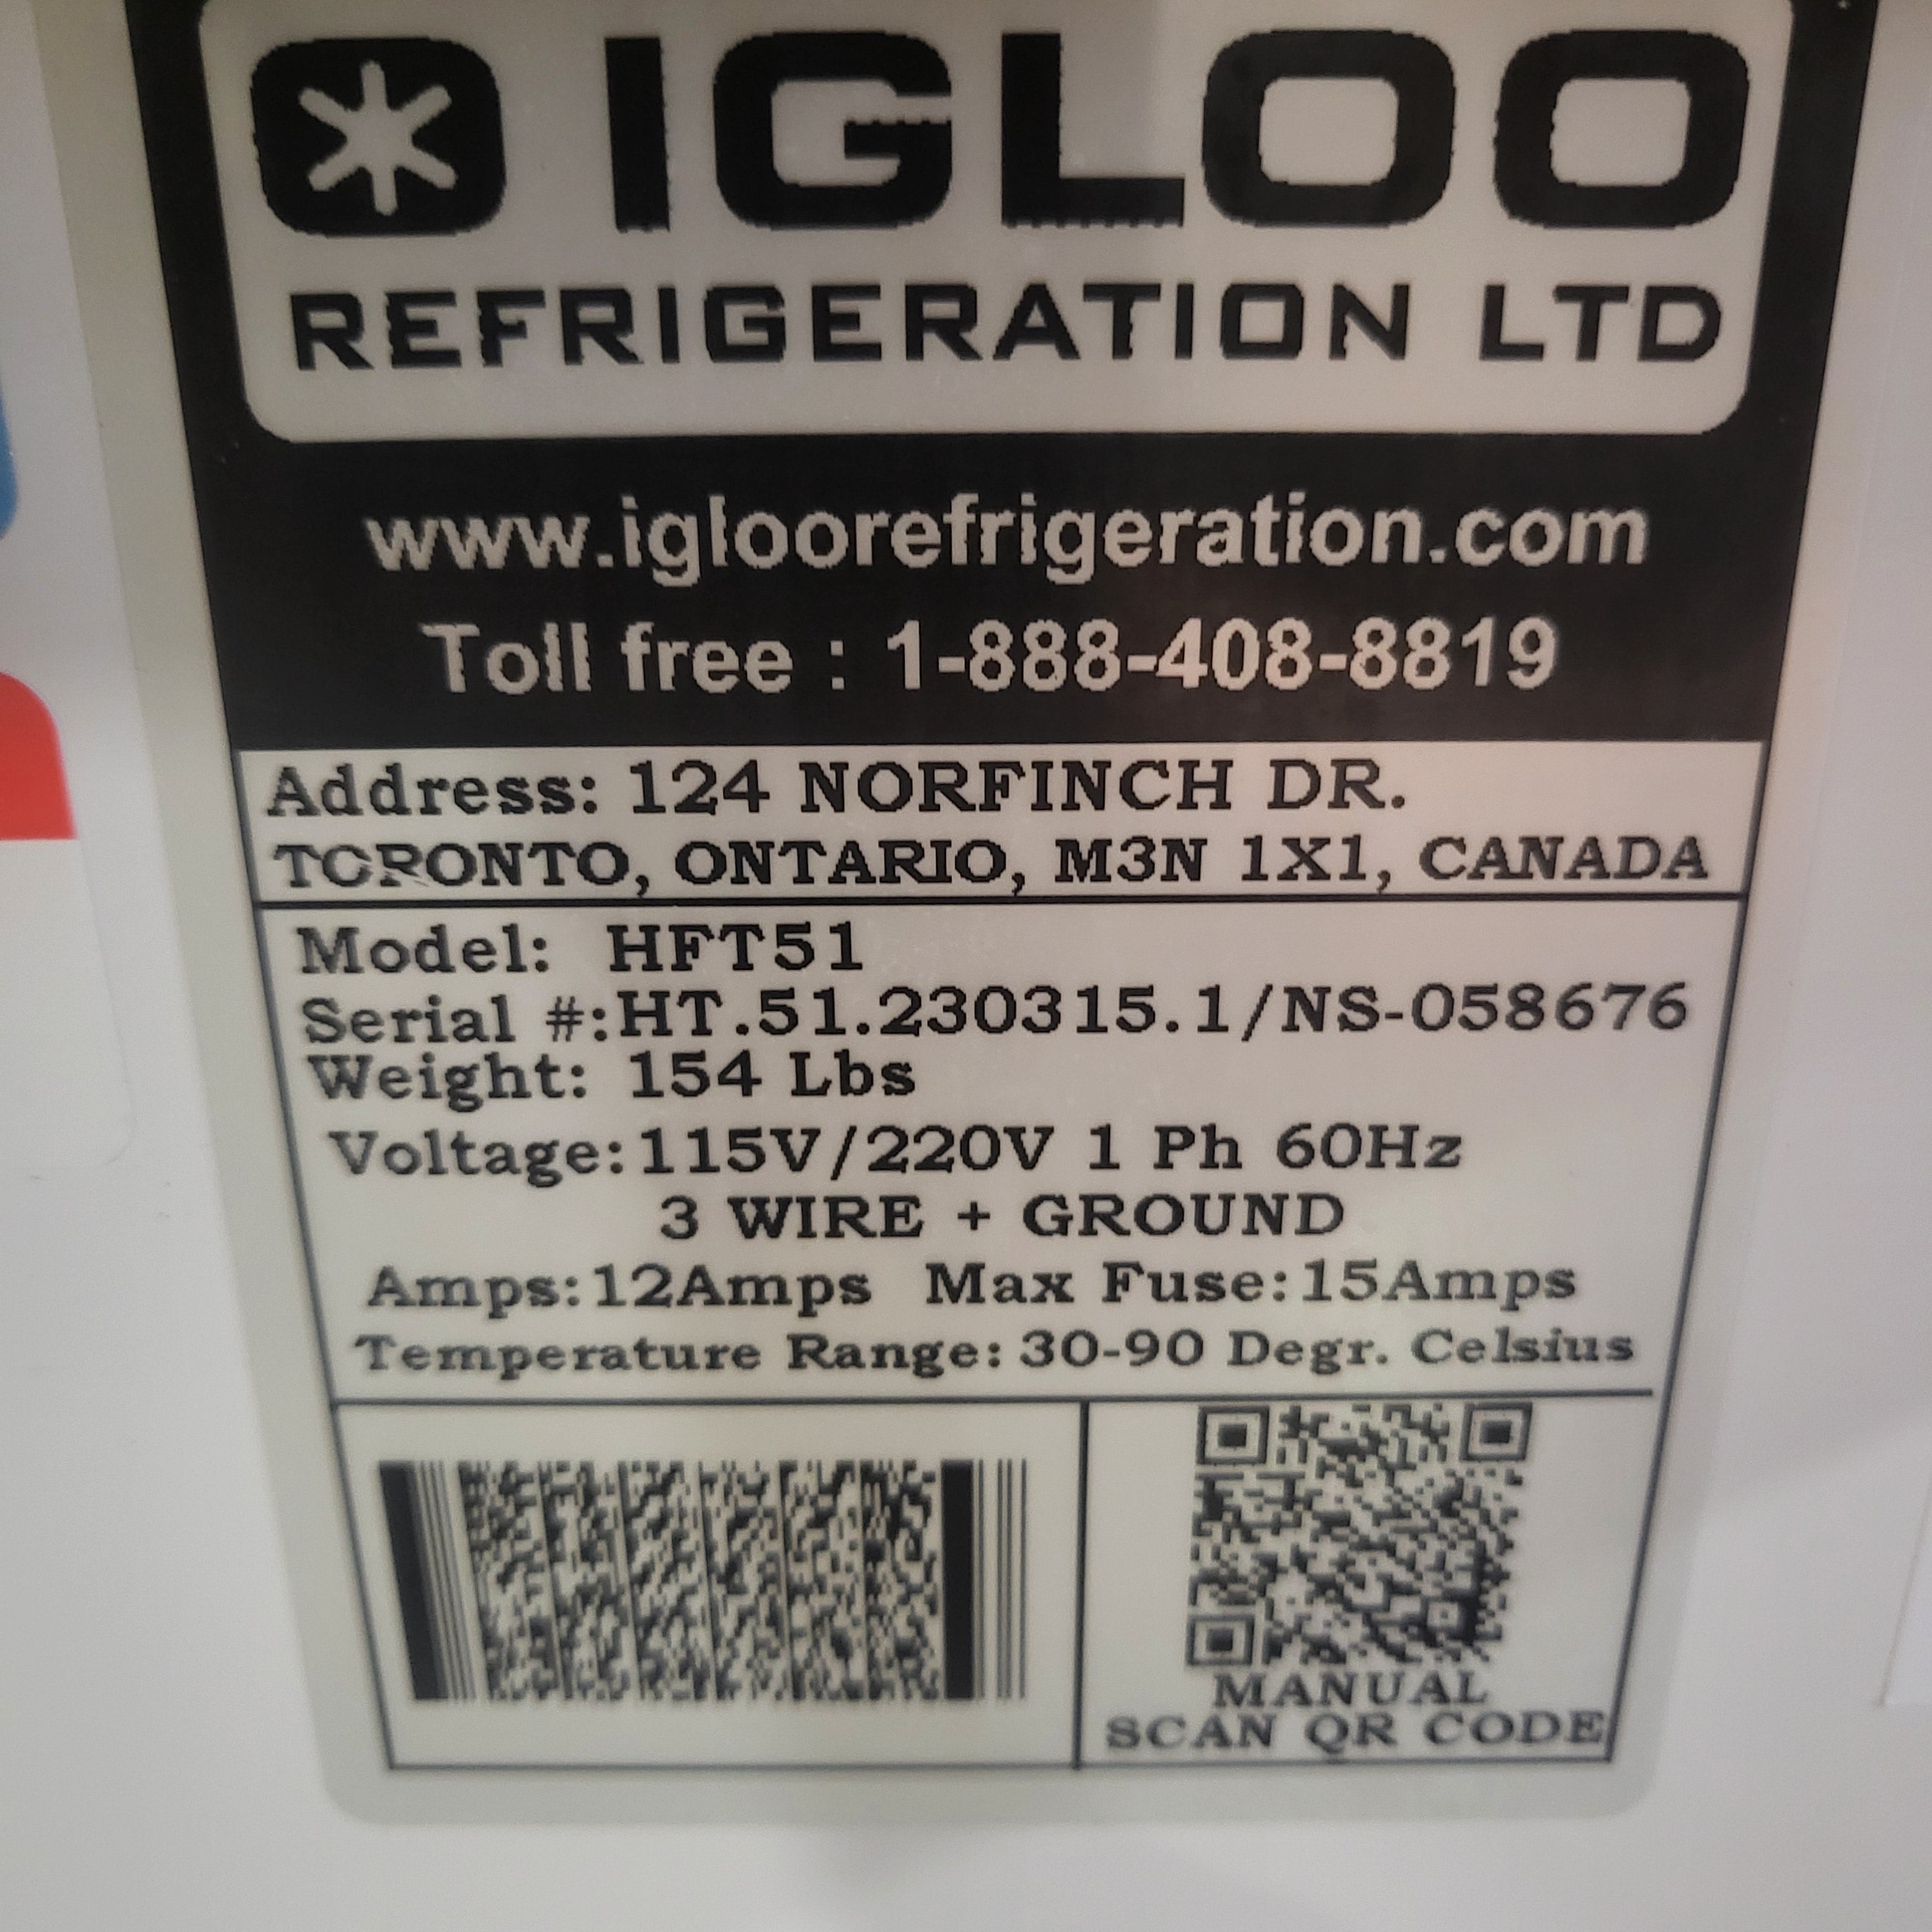 IGLOO
REFRIGERATION LTD
www.igloorefrigeration.com
Toll free : 1-888-408-8819
Address: 124 NORFINCH DR.
TORONTO, ONTARIO, M3N 1X1, CANADA
Model: HFT51
Serial #:HT.51.230315.1/NS-058676
Weight: 154 Lbs
Voltage:115V/220V 1 Ph 60Hz
3 WIRE + GROUND
Amps:12Amps Max Fuse:15Amps
Temperature Range: 30-90 Degr. Celsius
MANUAL
SCAN QR CODE